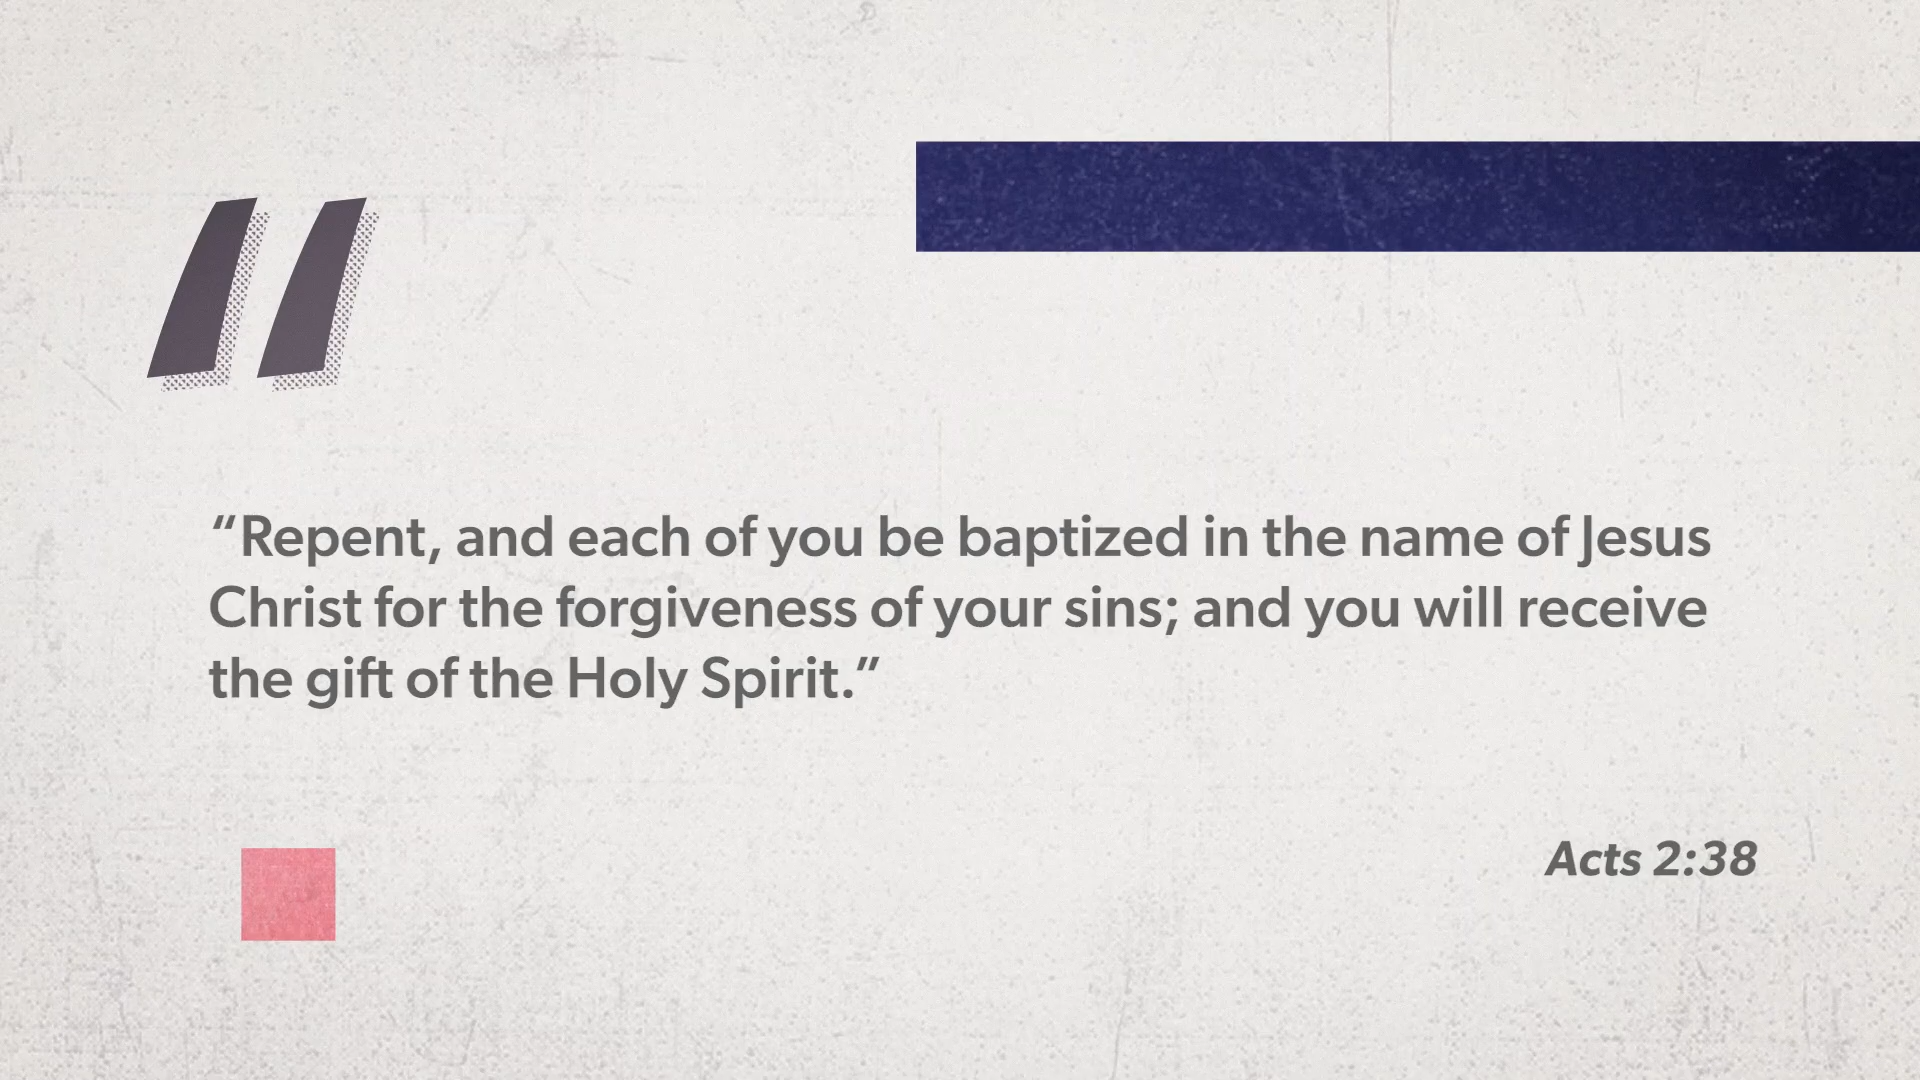 “Repent, and each of you be baptized in the name of Jesus
Christ for the forgiveness of your sins; and you will receive
the gift of the Holy Spirit.”
Acts 2:38